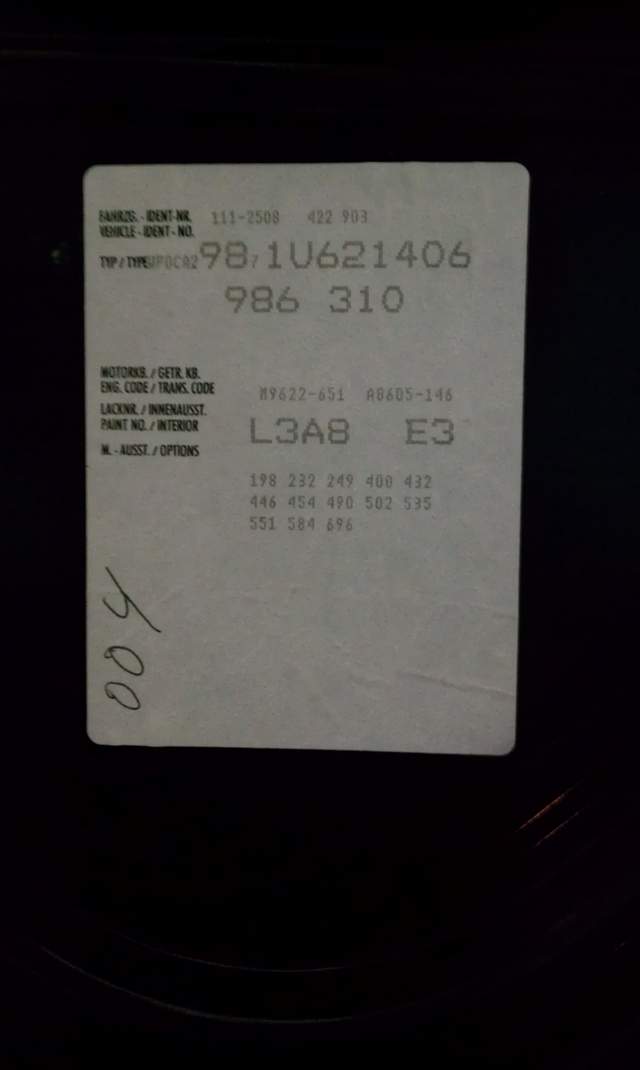 FAHRZG. - IDENT-NR. 111-2508 422 903
VEHICLE - IDENT - NO.
TYP / TYPE WP0CA2987 1U621406
986 310
MOTORKB. / GETR. KB.
ENG. CODE / TRANS. CODE M9622-651 A8605-146
LACKNR. / INNENAUSST.
PAINT NO. / INTERIOR L3A8 E3
M. - AUSST. / OPTIONS
198 232 249 400 432
446 454 490 502 535
551 584 696
004